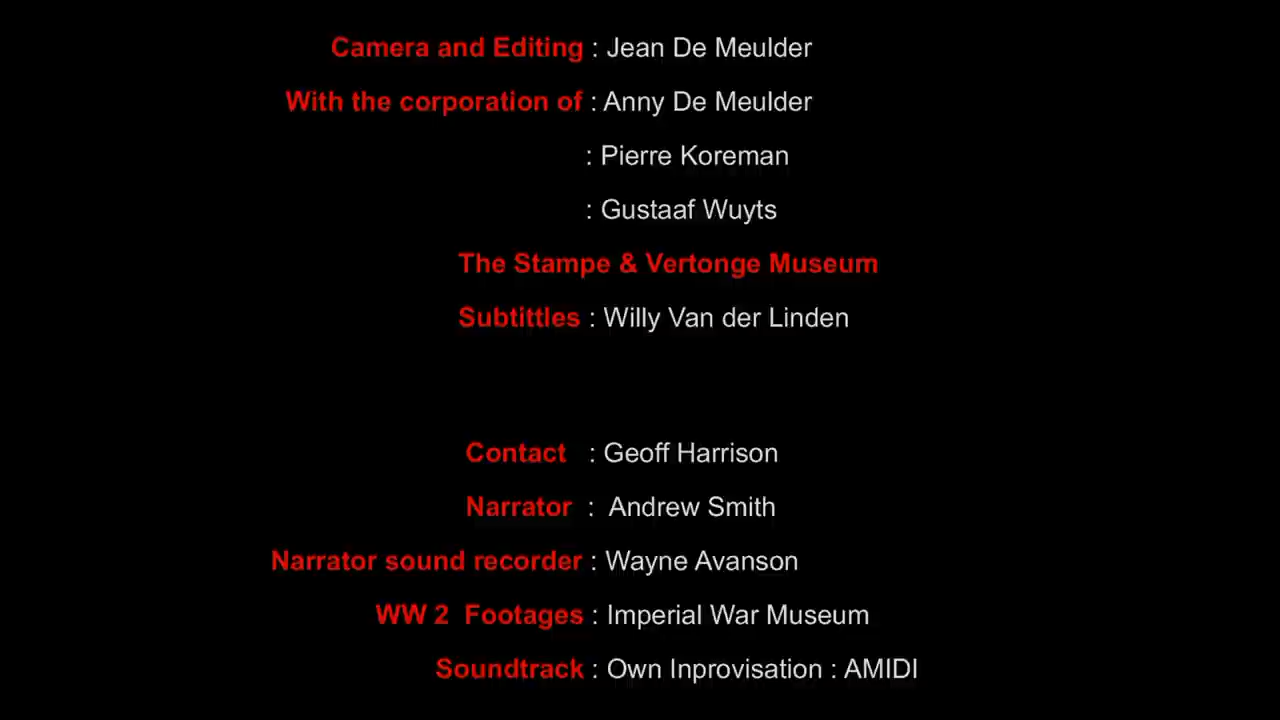 Camera and Editing : Jean De Meulder
With the corporation of : Anny De Meulder
: Pierre Koreman
: Gustaaf Wuyts
The Stampe & Vertonge Museum
Subtittles : Willy Van der Linden
Contact : Geoff Harrison
Narrator : Andrew Smith
Narrator sound recorder : Wayne Avanson
WW 2 Footages : Imperial War Museum
Soundtrack : Own Inprovisation : AMIDI